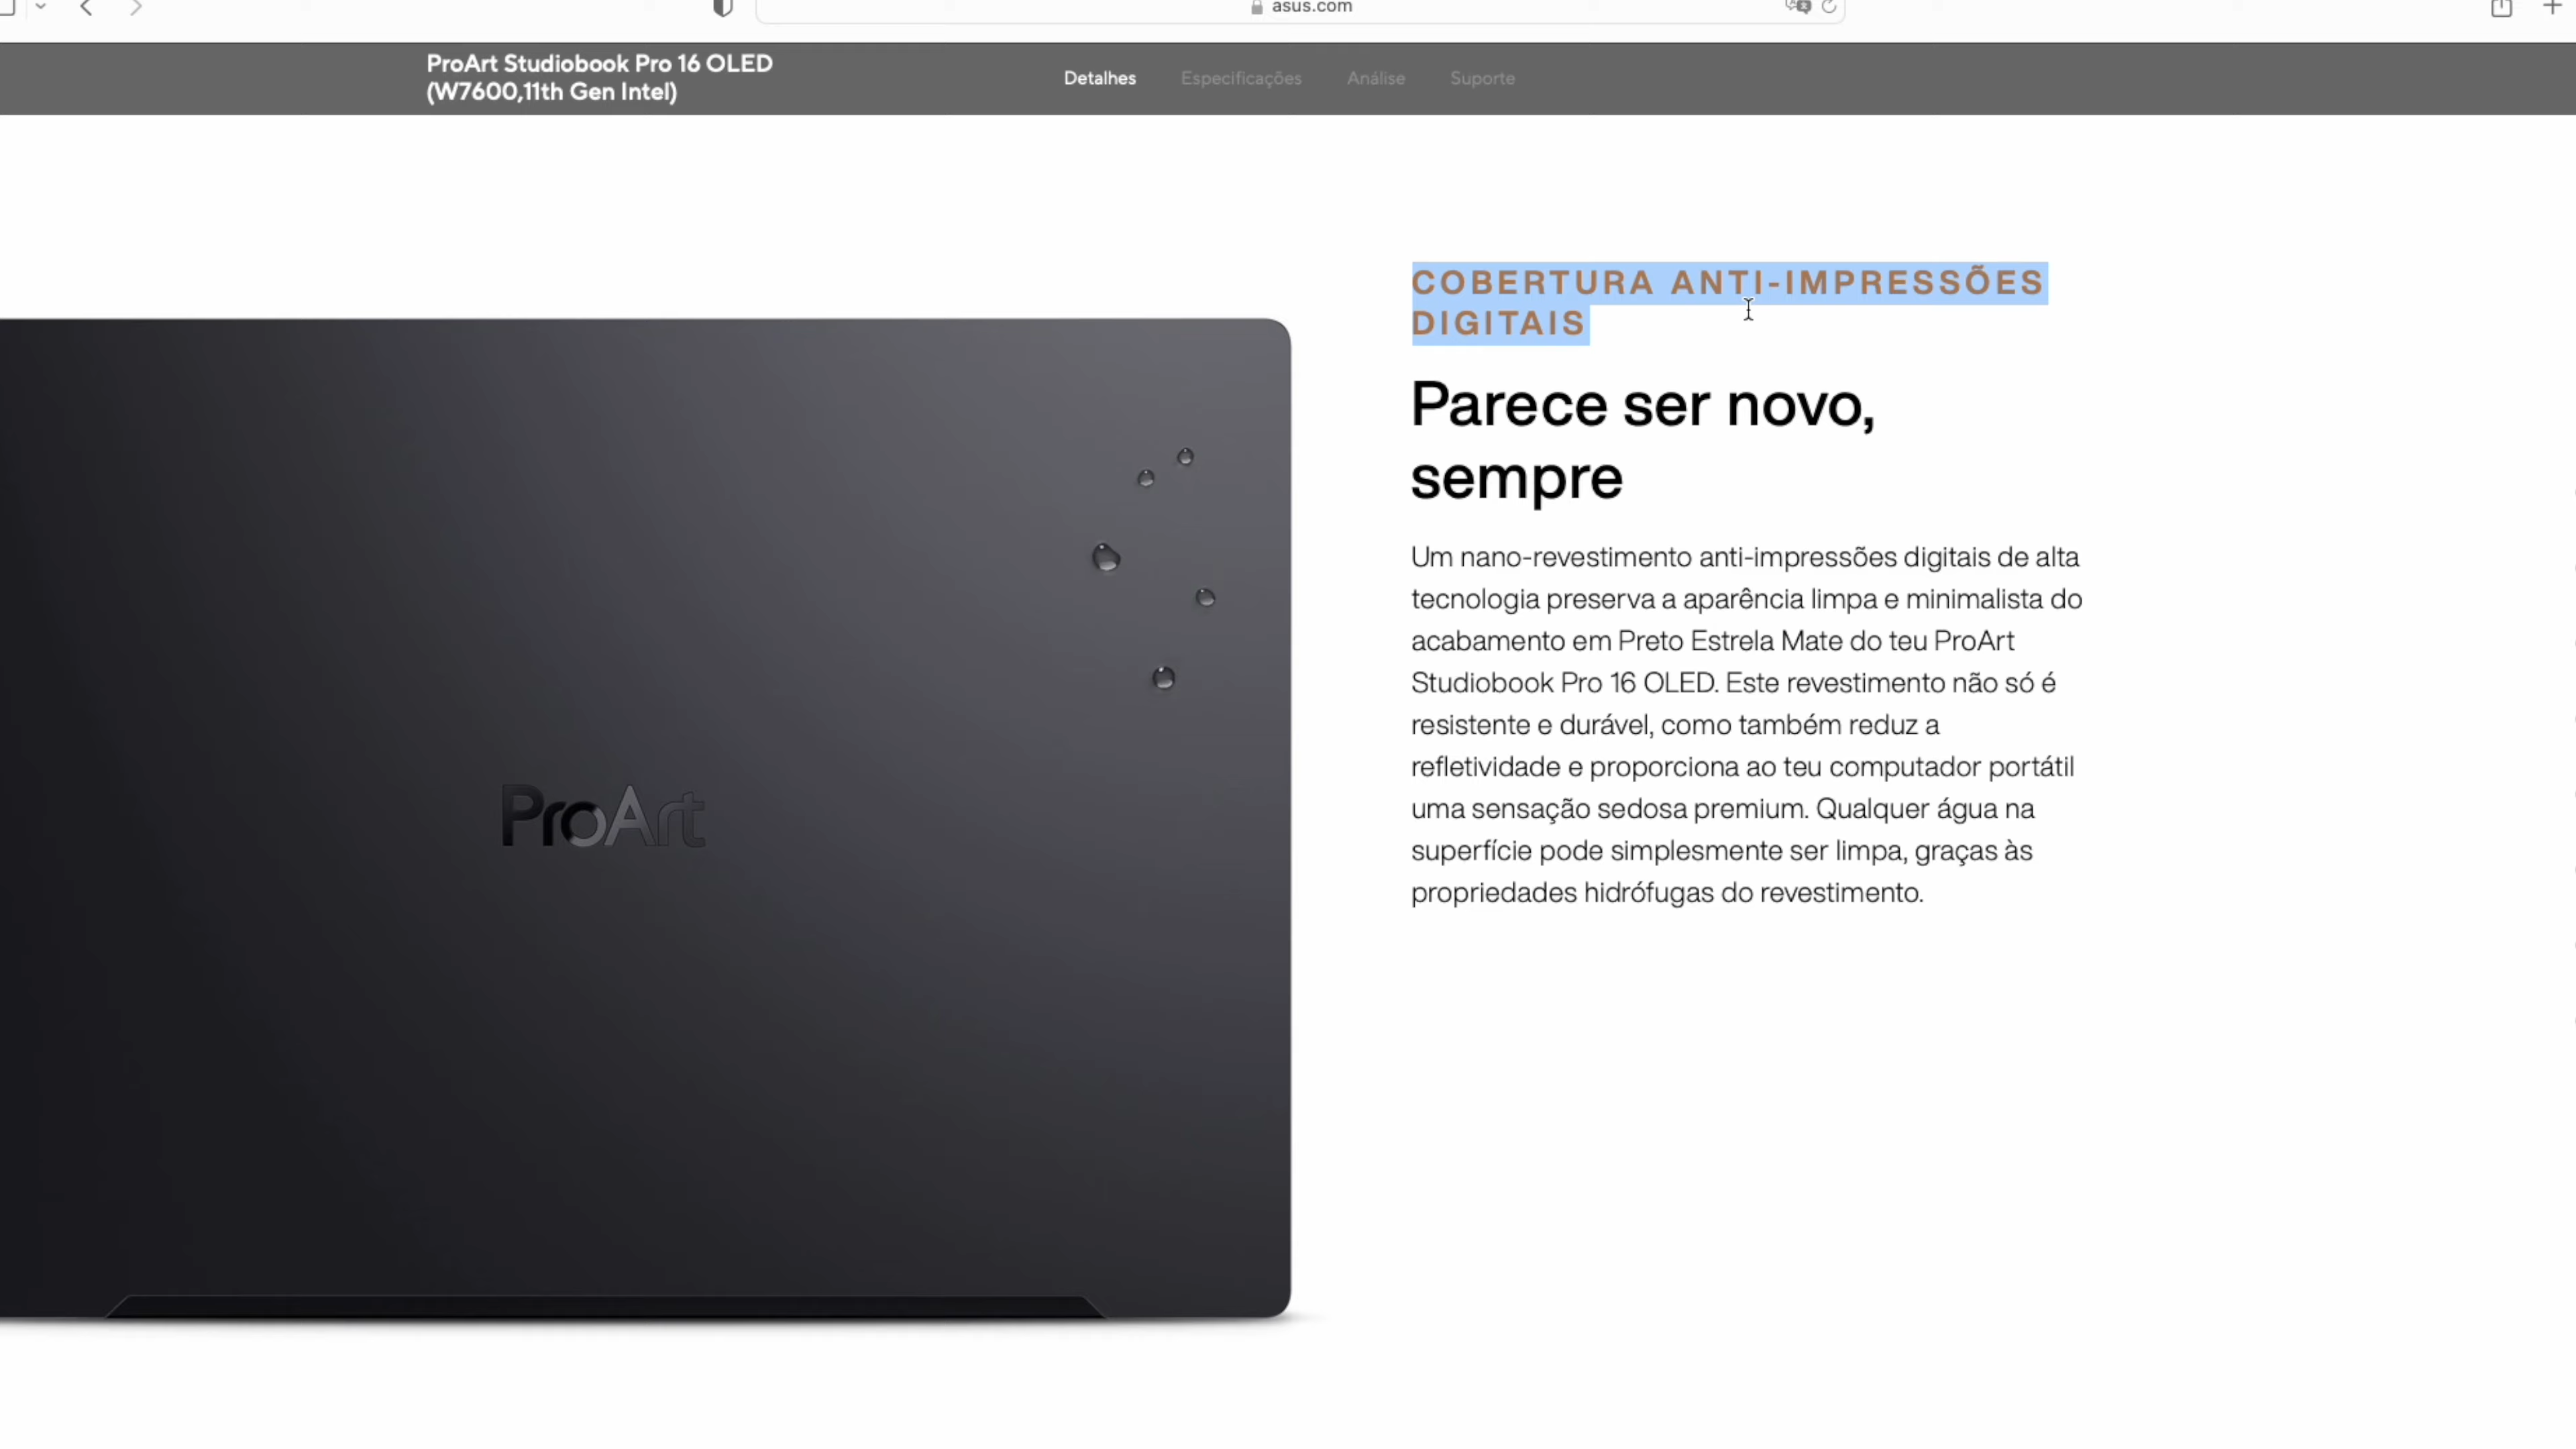 asus.com
ProArt Studiobook Pro 16 OLED
(W7600,11th Gen Intel)
Detalhes
Especificações
Análise
Suporte
COBERTURA ANTI-IMPRESSÕES
DIGITAIS
Parece ser novo,
sempre
Um nano-revestimento anti-impressões digitais de alta
tecnologia preserva a aparência limpa e minimalista do
acabamento em Preto Estrela Mate do teu ProArt
Studiobook Pro 16 OLED. Este revestimento não só é
resistente e durável, como também reduz a
refletividade e proporciona ao teu computador portátil
uma sensação sedosa premium. Qualquer água na
superfície pode simplesmente ser limpa, graças às
propriedades hidrófugas do revestimento.
ProArt